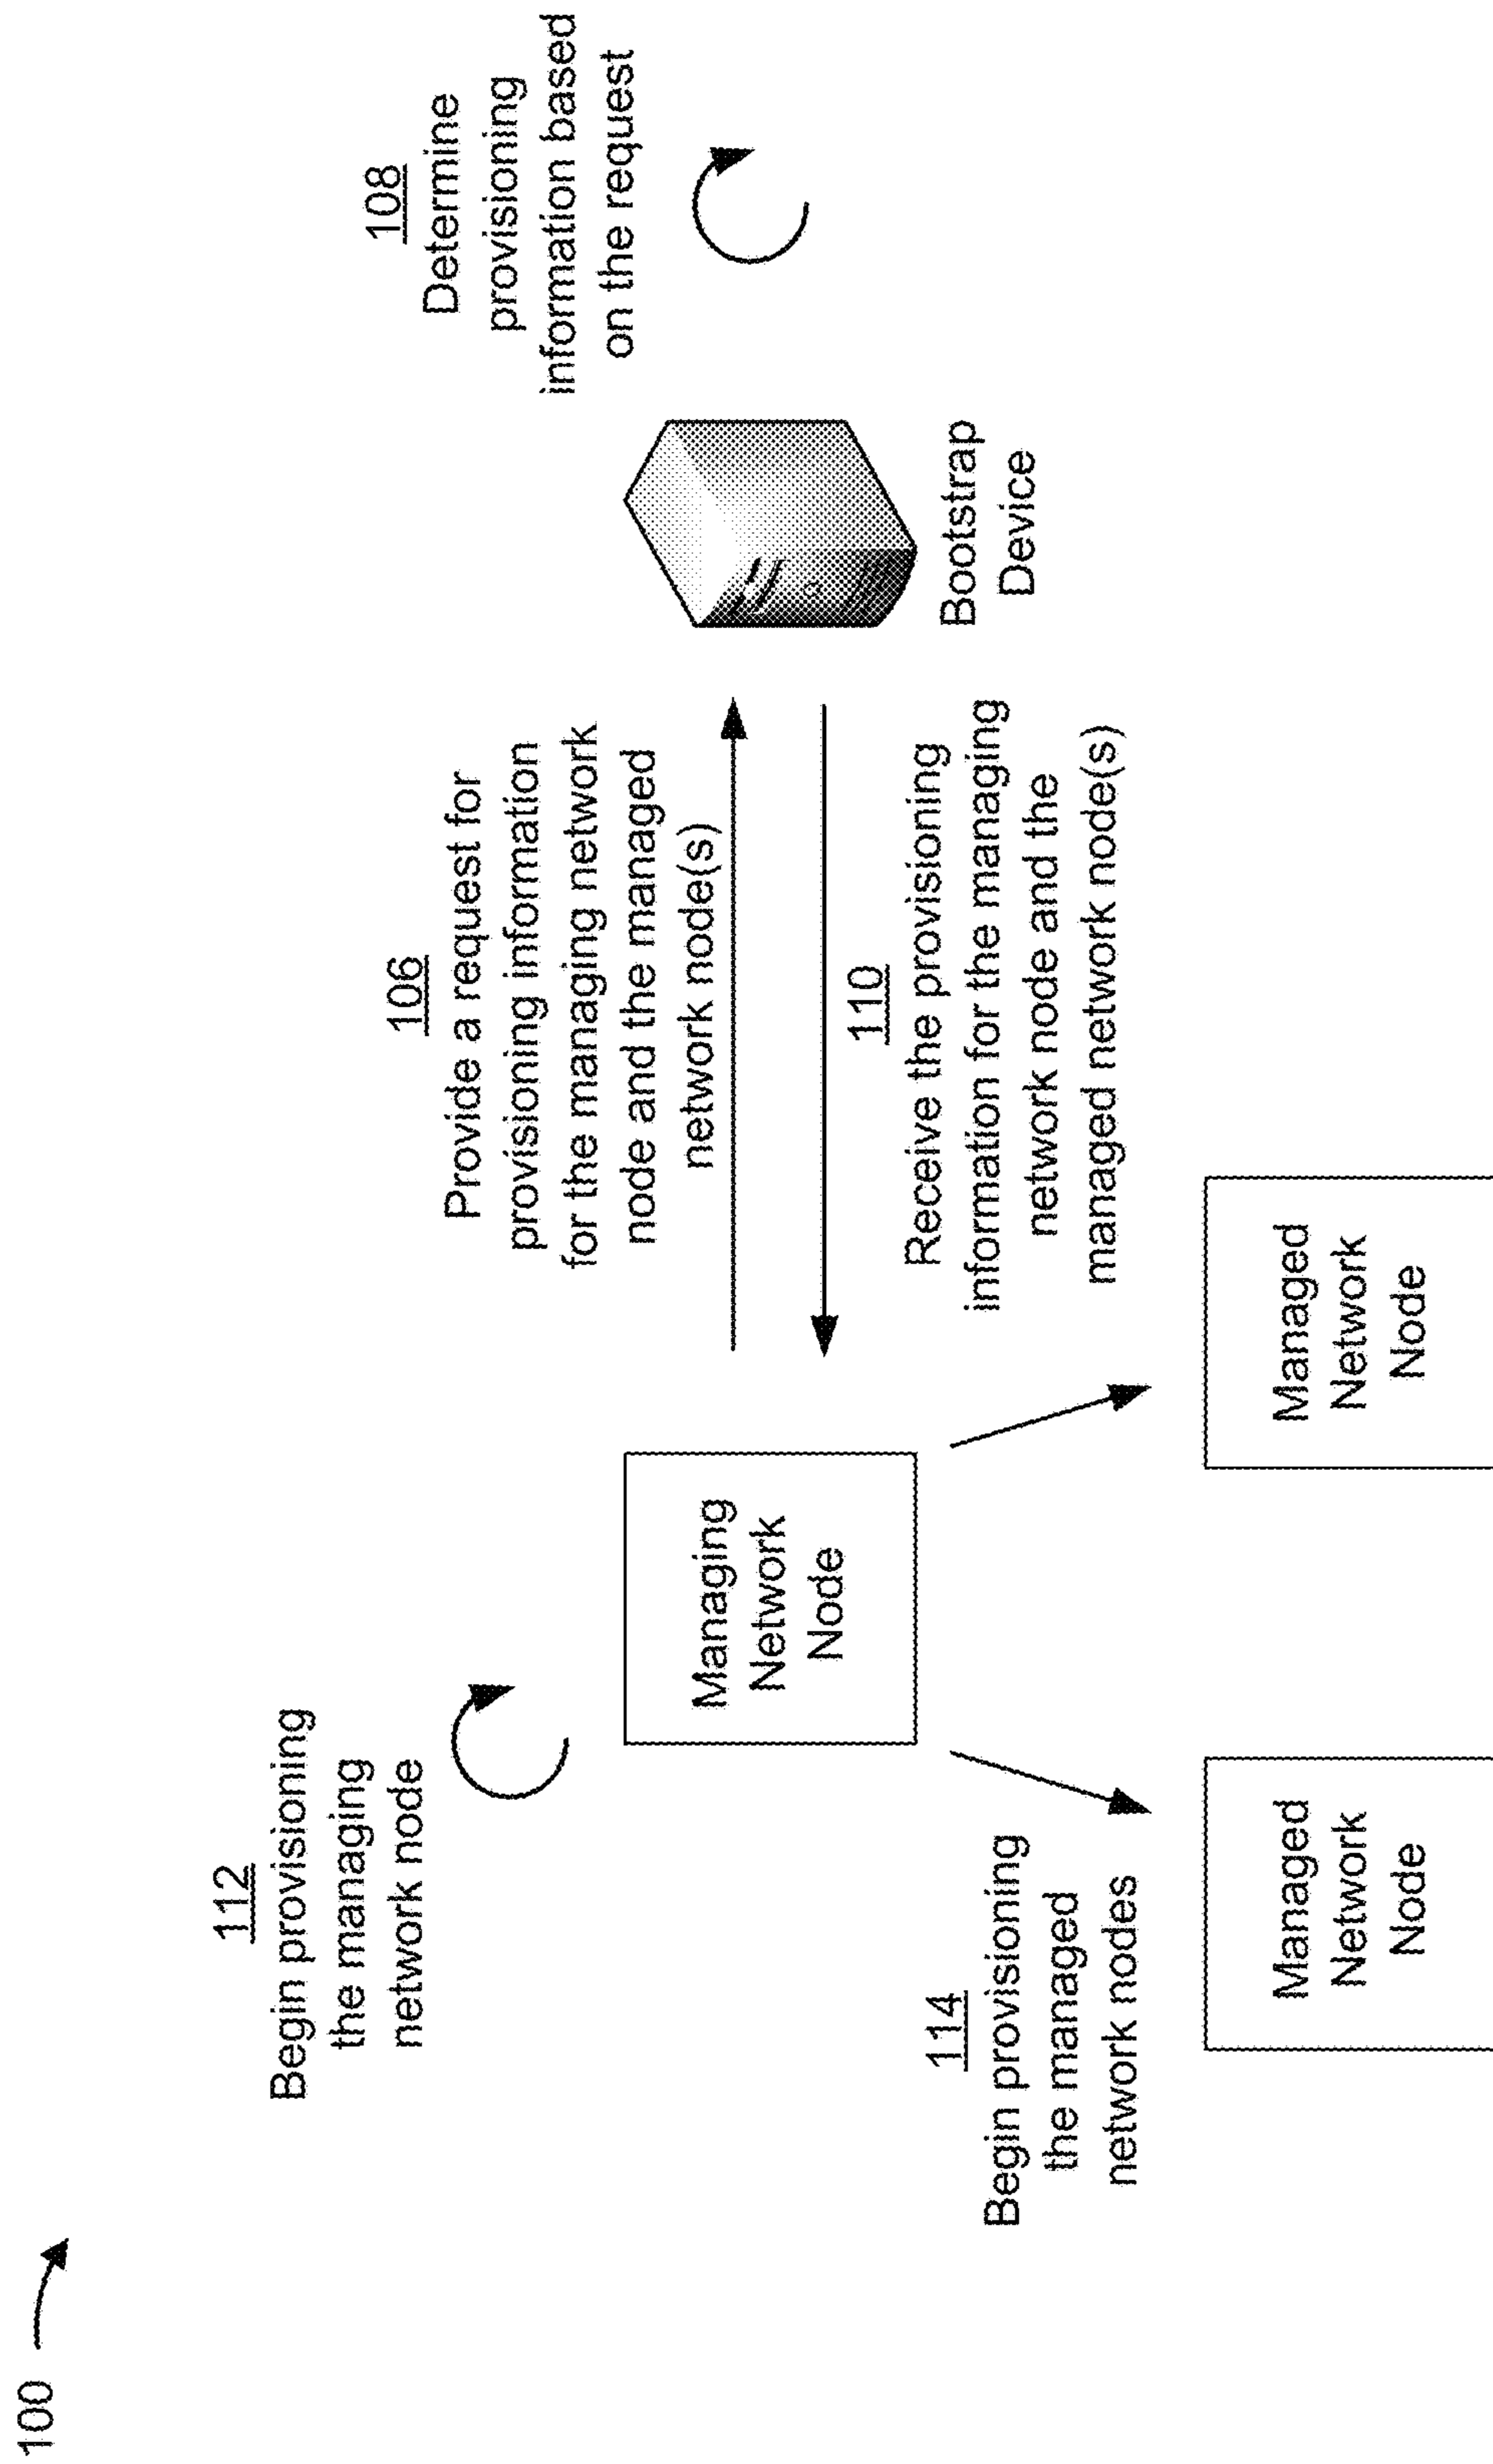 100
112
Begin provisioning
the managing
network node
106
Provide a request for
provisioning information
for the managing network
node and the managed
network node(s)
108
Determine
provisioning
information based
on the request
Managing
Network
Node
110
Receive the provisioning
information for the managing
network node and the
managed network node(s)
Bootstrap
Device
114
Begin provisioning
the managed
network nodes
Managed
Network
Node
Managed
Network
Node